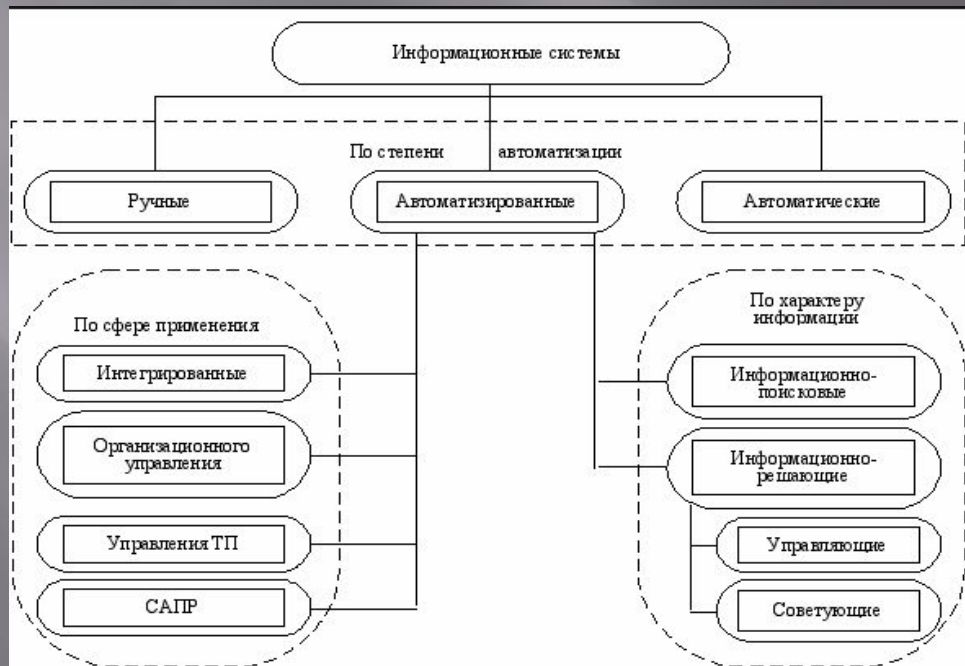 Информационные системы
По степени автоматизации
Ручные
Автоматизированные
Автоматические
По сфере применения
Интегрированные
Организационного
управления
Управления ТП
САПР
По характеру
информации
Информационно-
поисковые
Информационно-
решающие
Управляющие
Советующие